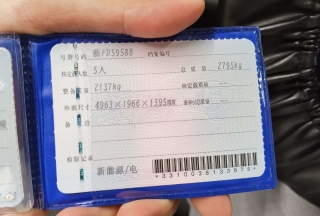 号牌号码 赣FD59588 档案编号
核定载人数 5人 总质量 2795kg
整备质量 2137kg 核定载质量
外廓尺寸 4963×1966×1395mm 准牵引总质量
备注
检验记录
新能源/电
*3310038133975*